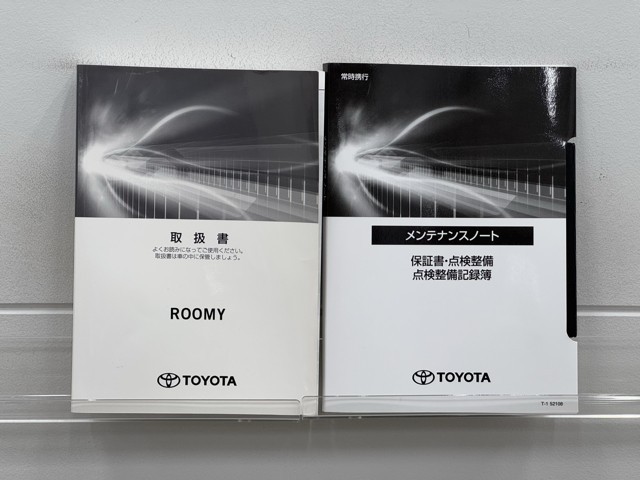 取扱書
よくお読みになってご使用ください。
取扱書は車の中に保管しましょう。
ROOMY
TOYOTA
常時携行
メンテナンスノート
保証書・点検整備
点検整備記録簿
TOYOTA
T-1 62108